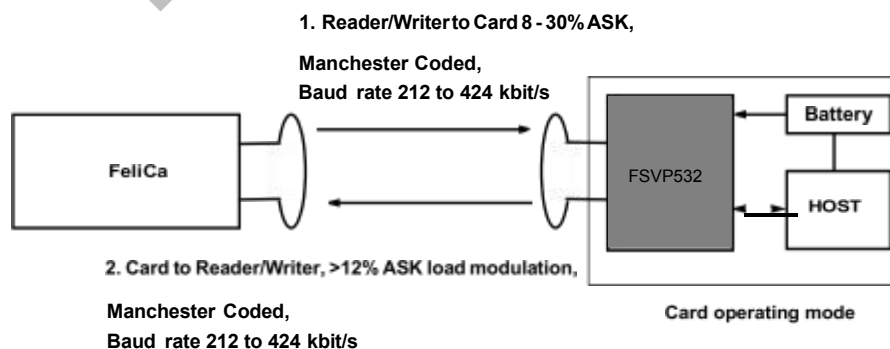 1. Reader/Writer to Card 8 - 30% ASK,
Manchester Coded,
Baud rate 212 to 424 kbit/s
FeliCa
FSVP532
Battery
HOST
2. Card to Reader/Writer, >12% ASK load modulation,
Manchester Coded,
Baud rate 212 to 424 kbit/s
Card operating mode